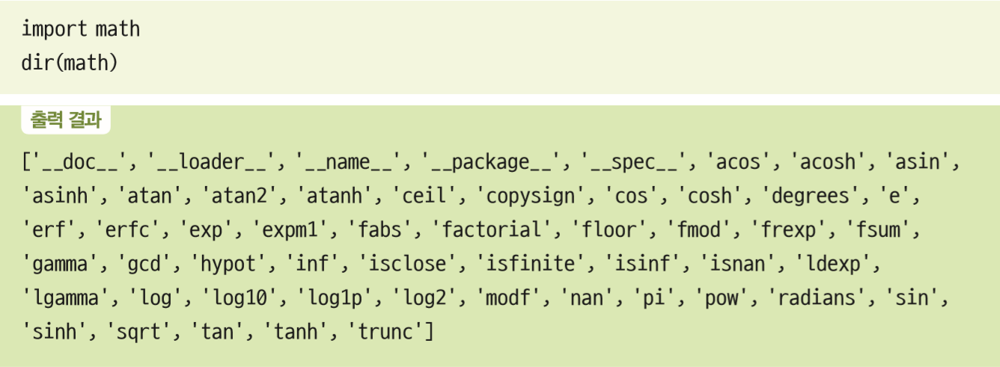 import math
dir(math)
출력 결과
['__doc__', '__loader__', '__name__', '__package__', '__spec__', 'acos', 'acosh', 'asin',
'asinh', 'atan', 'atan2', 'atanh', 'ceil', 'copysign', 'cos', 'cosh', 'degrees', 'e',
'erf', 'erfc', 'exp', 'expm1', 'fabs', 'factorial', 'floor', 'fmod', 'frexp', 'fsum',
'gamma', 'gcd', 'hypot', 'inf', 'isclose', 'isfinite', 'isinf', 'isnan', 'ldexp',
'lgamma', 'log', 'log10', 'log1p', 'log2', 'modf', 'nan', 'pi', 'pow', 'radians', 'sin',
'sinh', 'sqrt', 'tan', 'tanh', 'trunc']